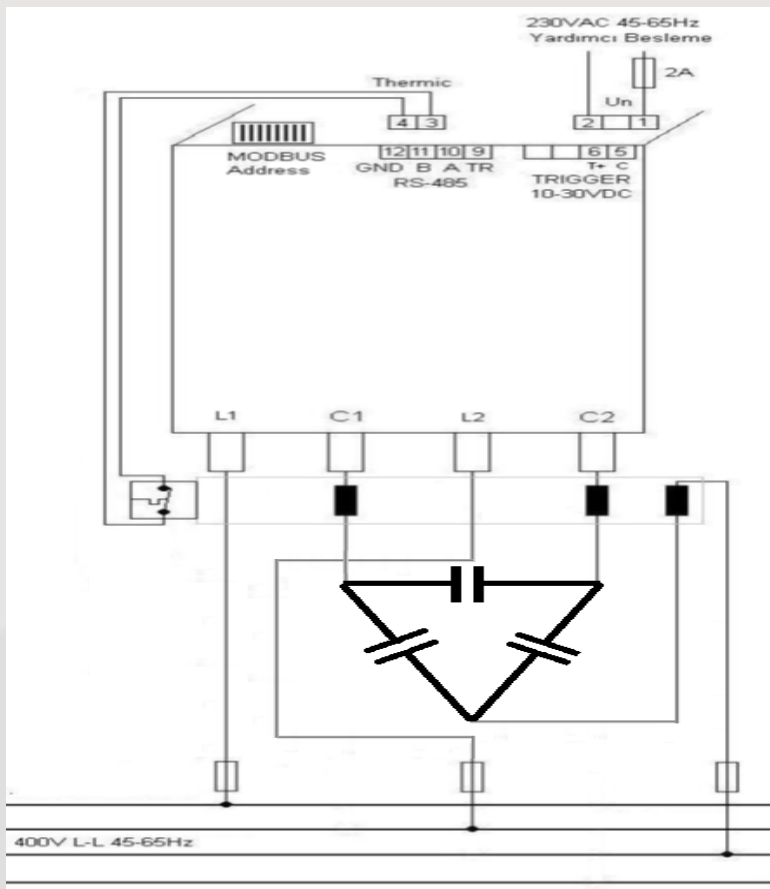 230VAC 45-65Hz
Yardımcı Besleme
2A
Thermic
Un
4 3
2 1
12 11 10 9
6 5
MODBUS
Address
GND B A TR
RS-485
T+ C
TRIGGER
10-30VDC
L1 C1 L2 C2
400V L-L 45-65Hz